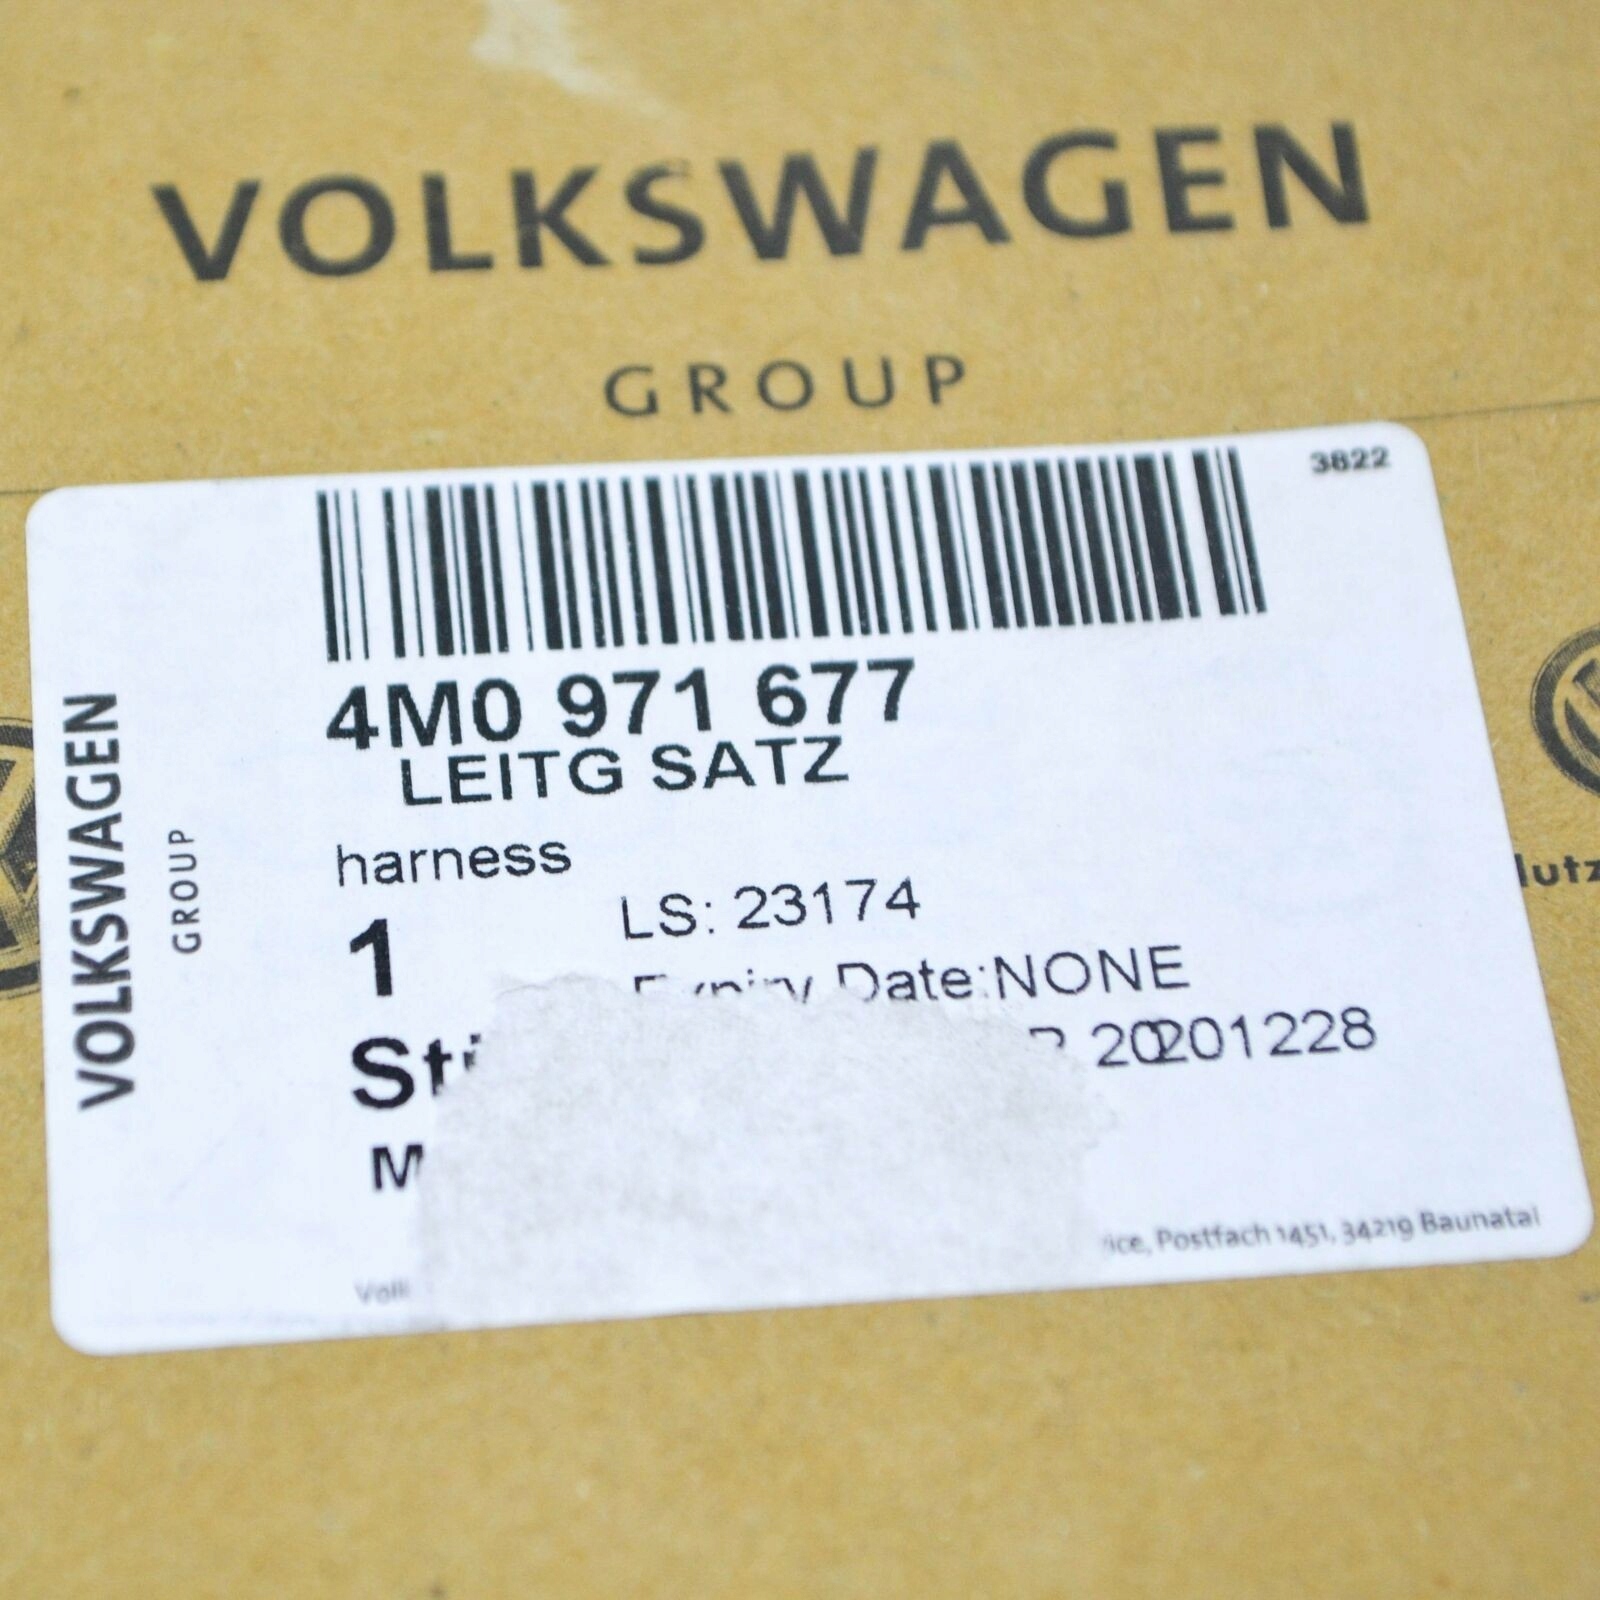 VOLKSWAGEN
GROUP
3822
4M0 971 677
LEITG SATZ
harness
LS: 23174
1
Date:NONE
VOLKSWAGEN
GROUP
Postfach 1451, 34219 Baunatal